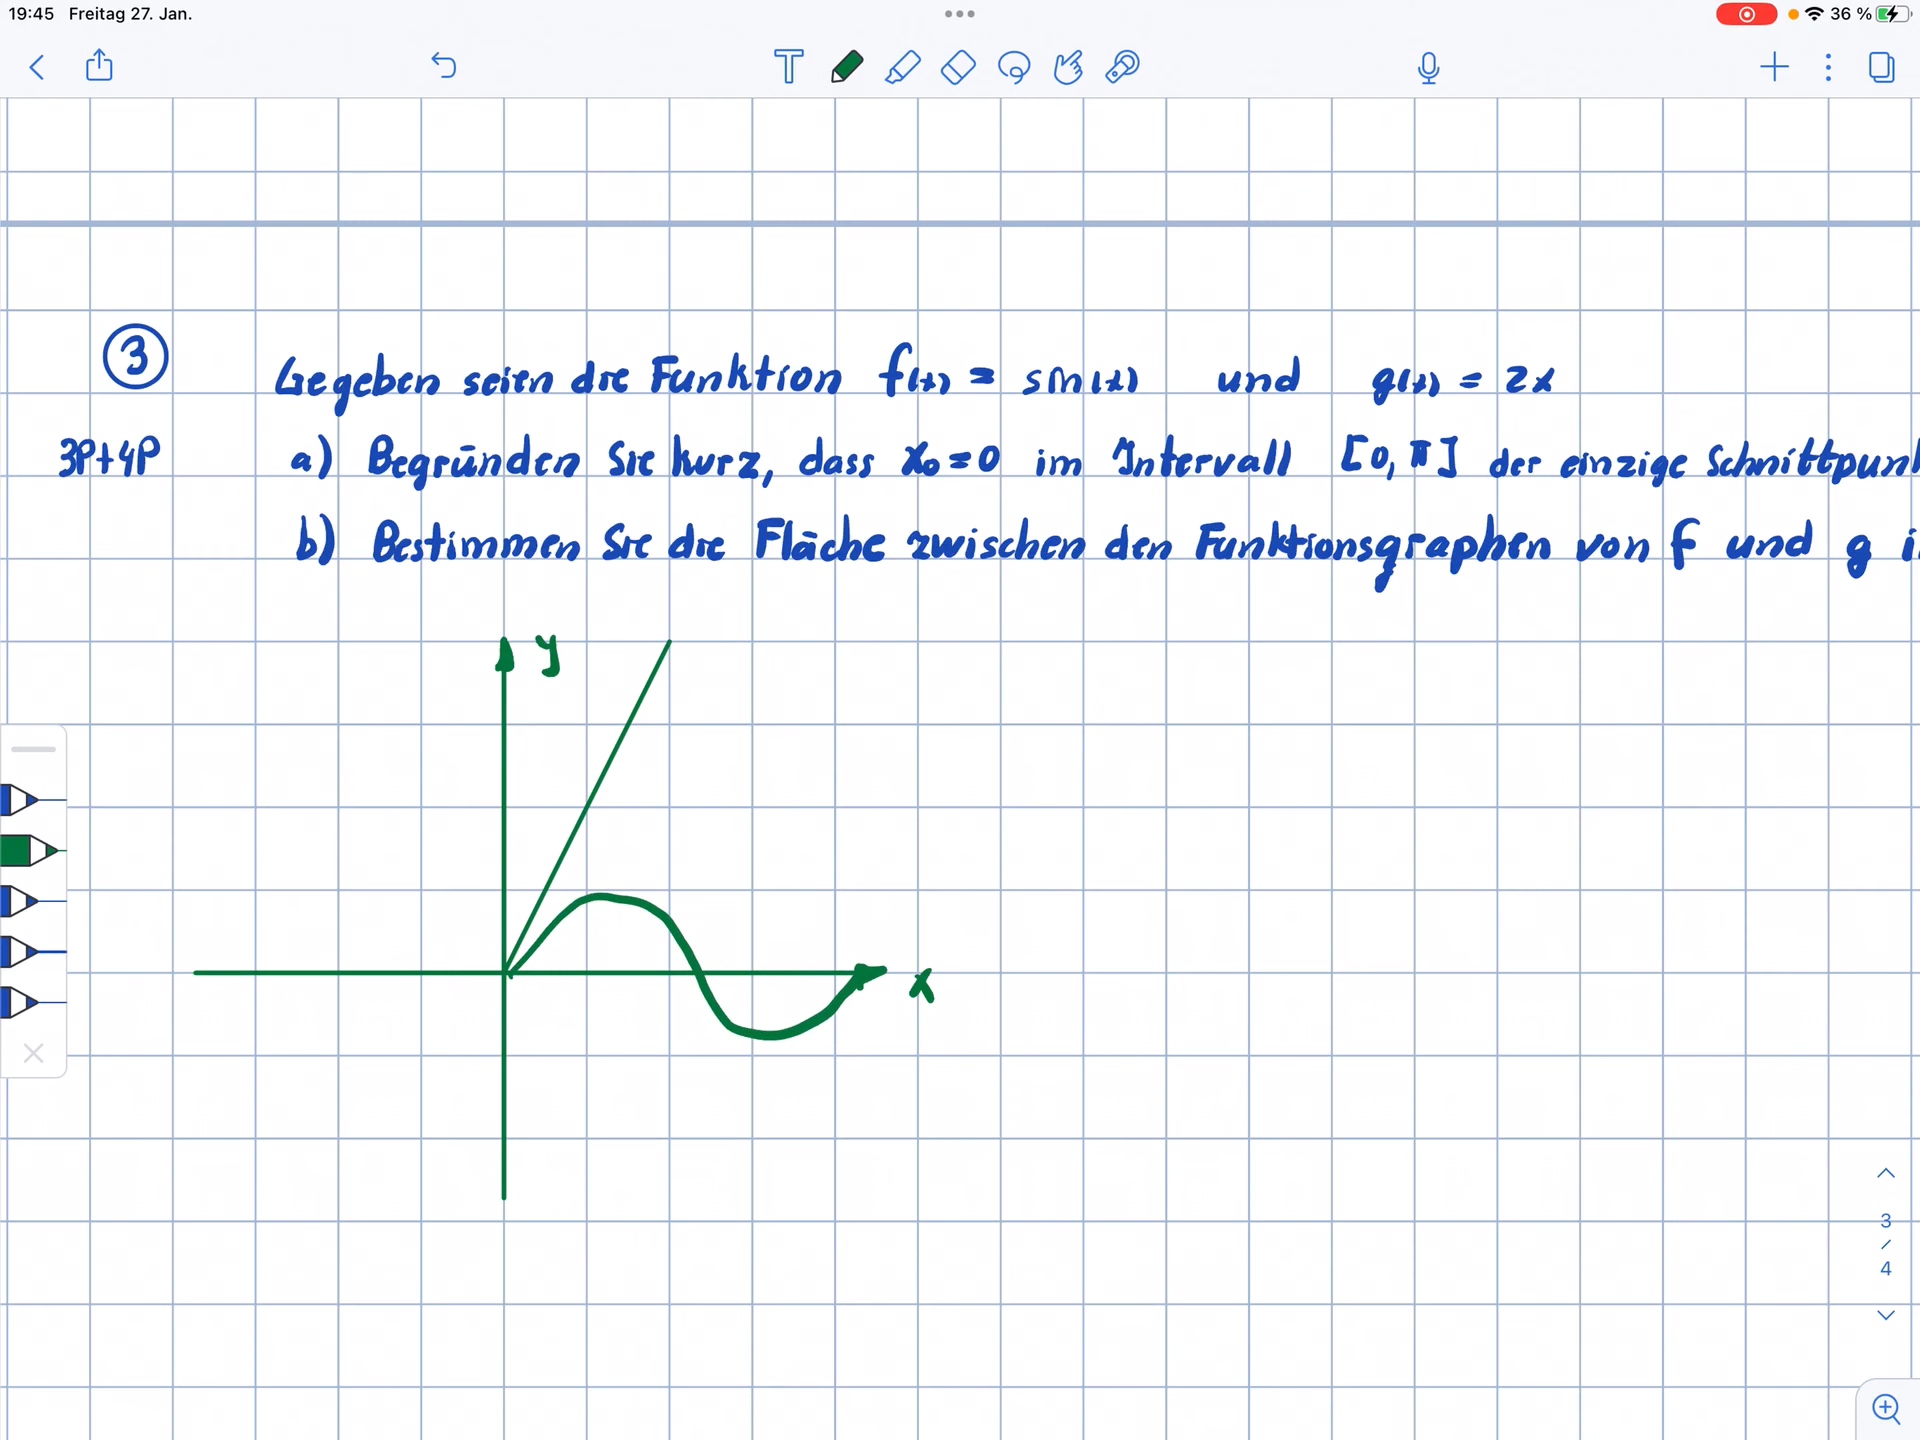 19:45 Freitag 27. Jan.
36 %
③ Gegeben seien die Funktion f(x) = sin(x) und g(x) = 2x
3P+4P a) Begründen Sie kurz, dass x₀=0 im Intervall [0, π] der einzige Schnittpunk
b) Bestimmen Sie die Fläche zwischen den Funktionsgraphen von f und g i
y
x
3
/
4